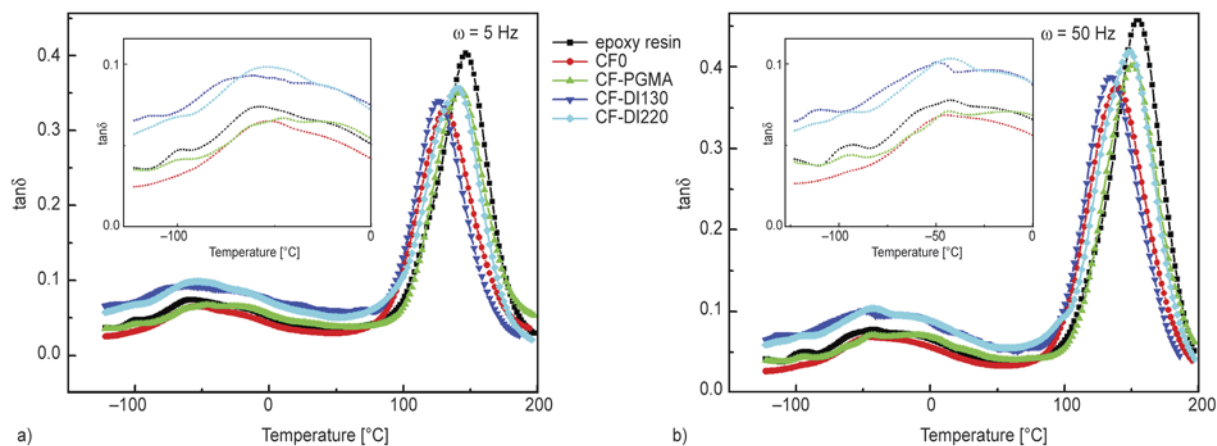 ω = 5 Hz
0.4
0.3
0.2
0.1
0.0
tanδ
−100
0
100
200
Temperature [°C]
a)
0.1
0.0
tanδ
−100
0
Temperature [°C]
epoxy resin
CF0
CF-PGMA
CF-DI130
CF-DI220
ω = 50 Hz
0.4
0.3
0.2
0.1
0.0
tanδ
−100
0
100
200
Temperature [°C]
b)
0.1
0.0
tanδ
−100
−50
0
Temperature [°C]